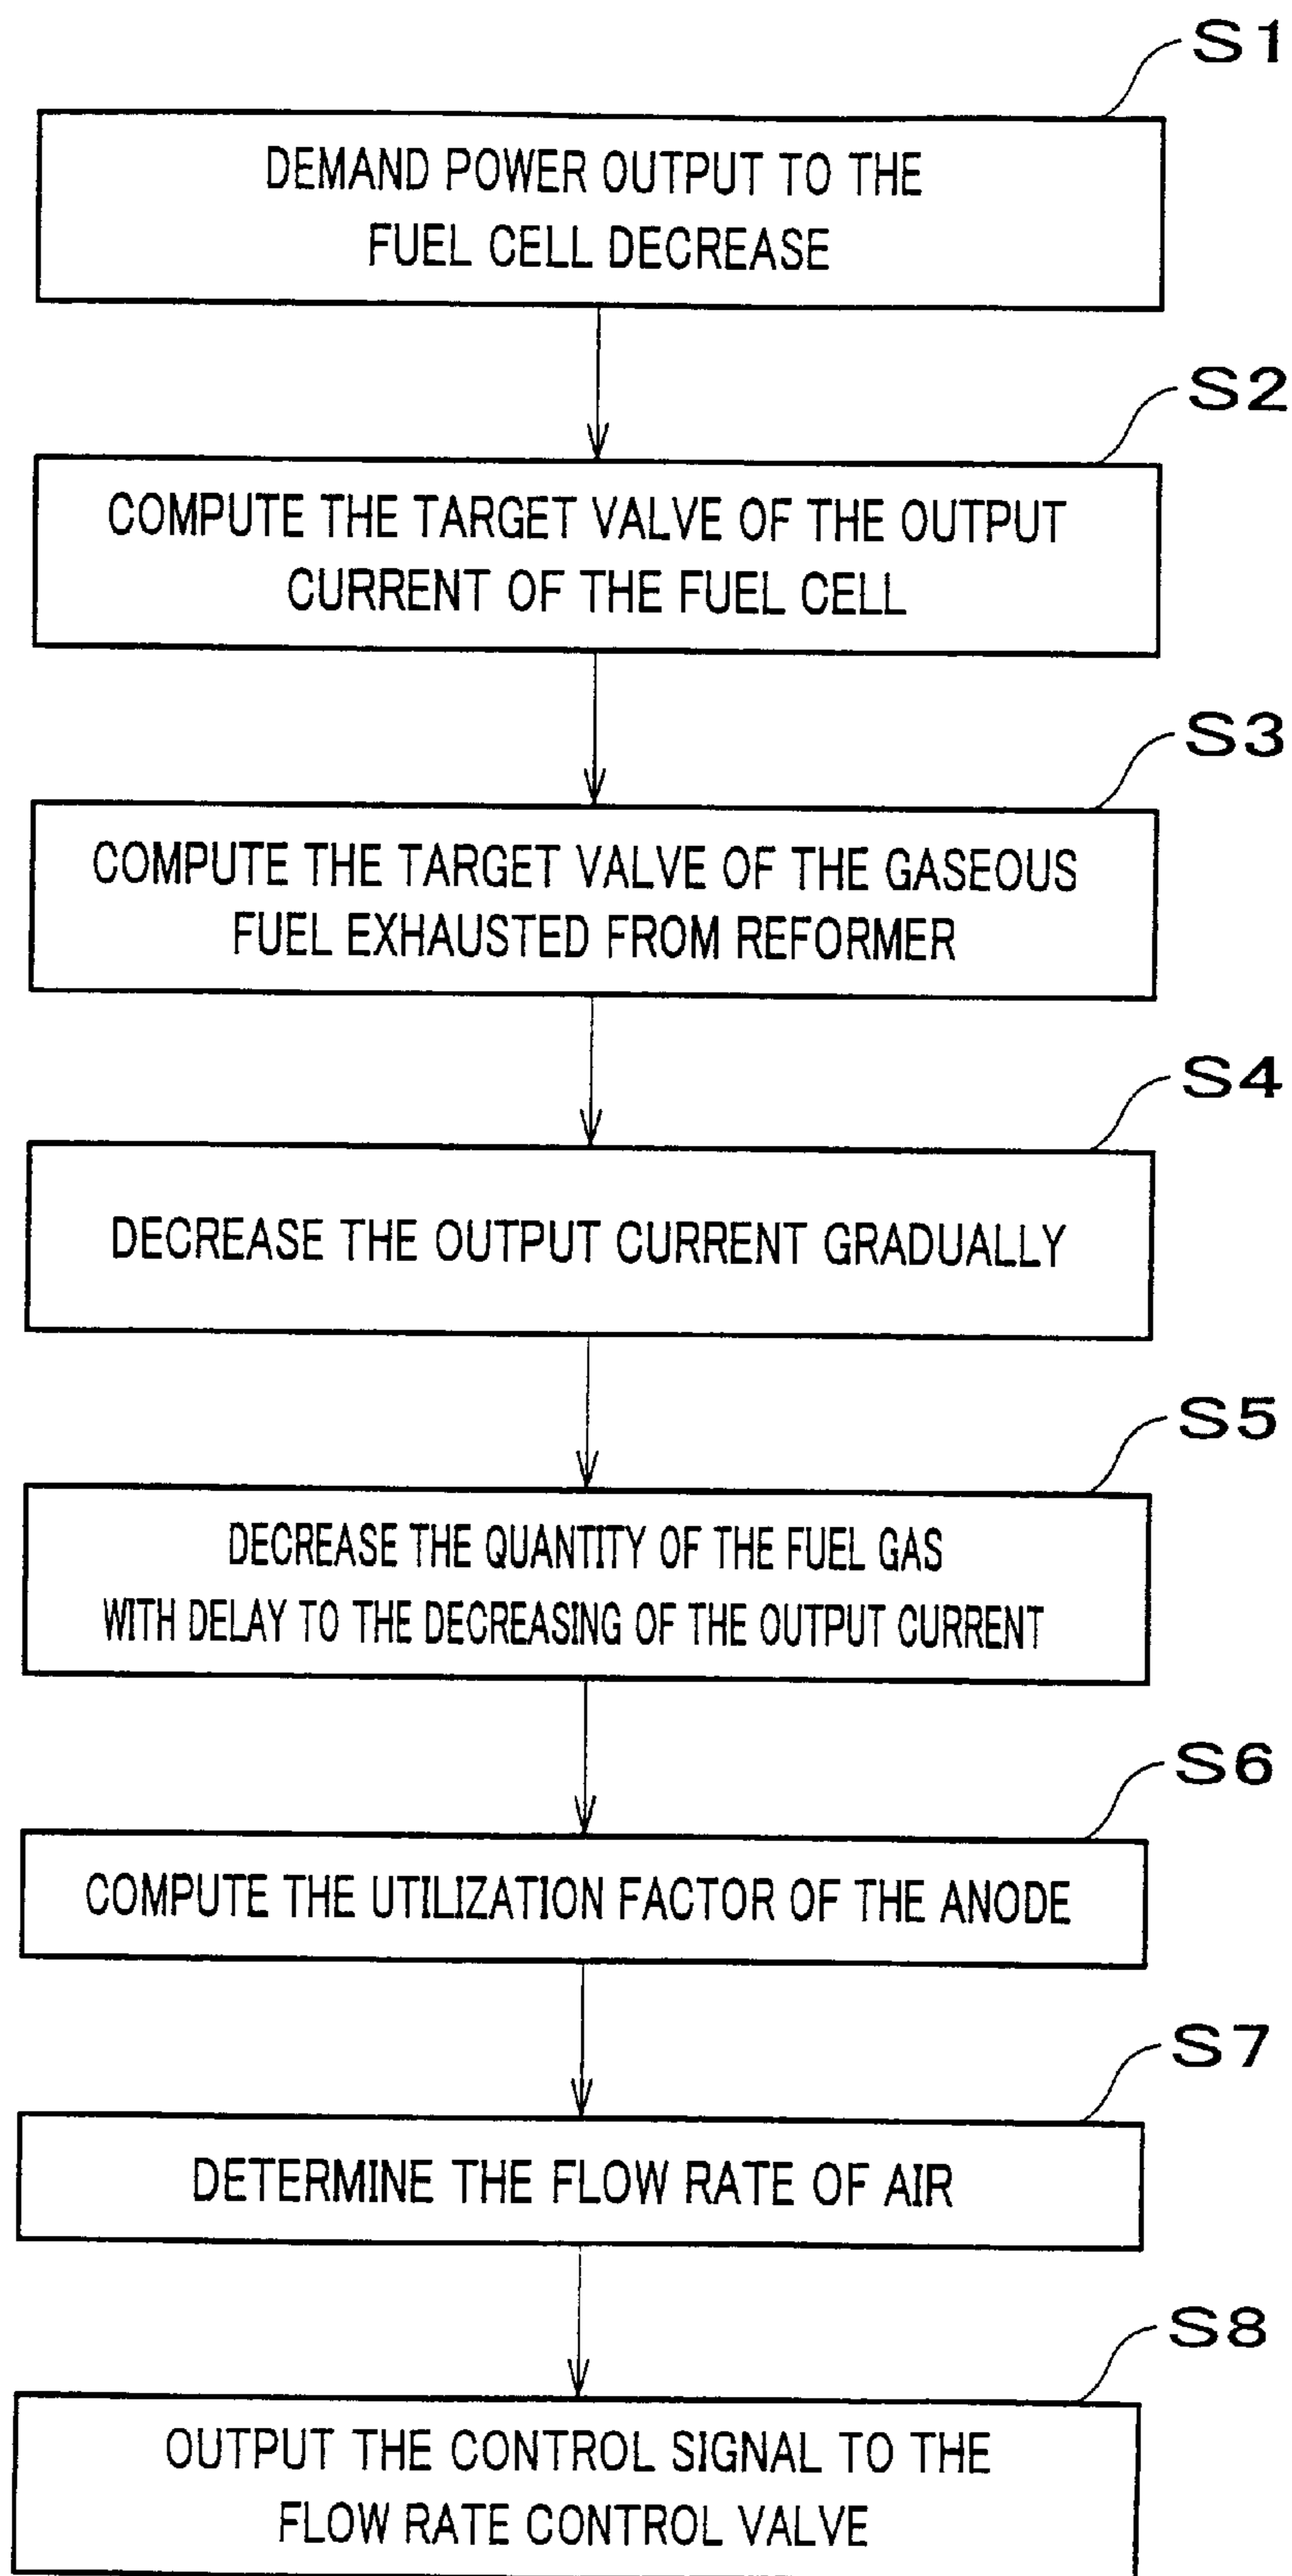 S1
DEMAND POWER OUTPUT TO THE
FUEL CELL DECREASE
S2
COMPUTE THE TARGET VALVE OF THE OUTPUT
CURRENT OF THE FUEL CELL
S3
COMPUTE THE TARGET VALVE OF THE GASEOUS
FUEL EXHAUSTED FROM REFORMER
S4
DECREASE THE OUTPUT CURRENT GRADUALLY
S5
DECREASE THE QUANTITY OF THE FUEL GAS
WITH DELAY TO THE DECREASING OF THE OUTPUT CURRENT
S6
COMPUTE THE UTILIZATION FACTOR OF THE ANODE
S7
DETERMINE THE FLOW RATE OF AIR
S8
OUTPUT THE CONTROL SIGNAL TO THE
FLOW RATE CONTROL VALVE